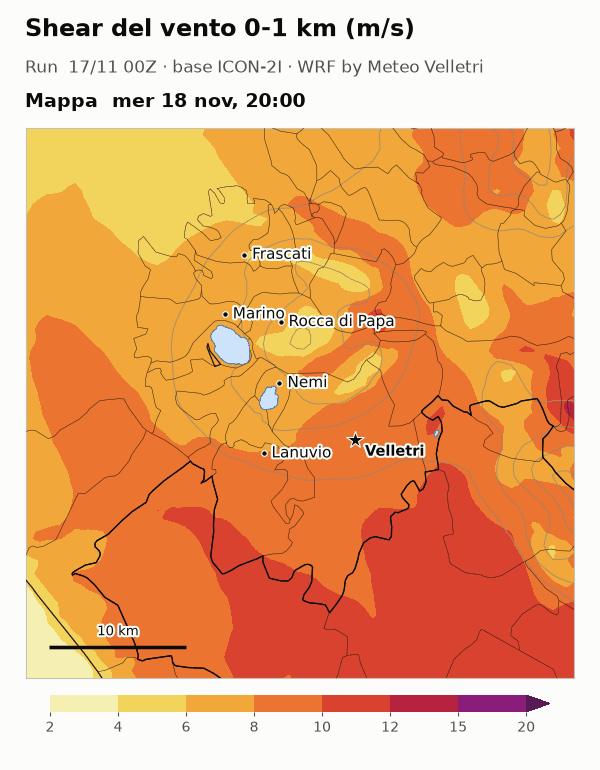 Shear del vento 0-1 km (m/s)
Run  17/11 00Z · base ICON-2I · WRF by Meteo Velletri
Mappa  mer 18 nov, 20:00
Frascati
Marino
Rocca di Papa
Nemi
Velletri
Lanuvio
10 km
2 4 6 8 10 12 15 20